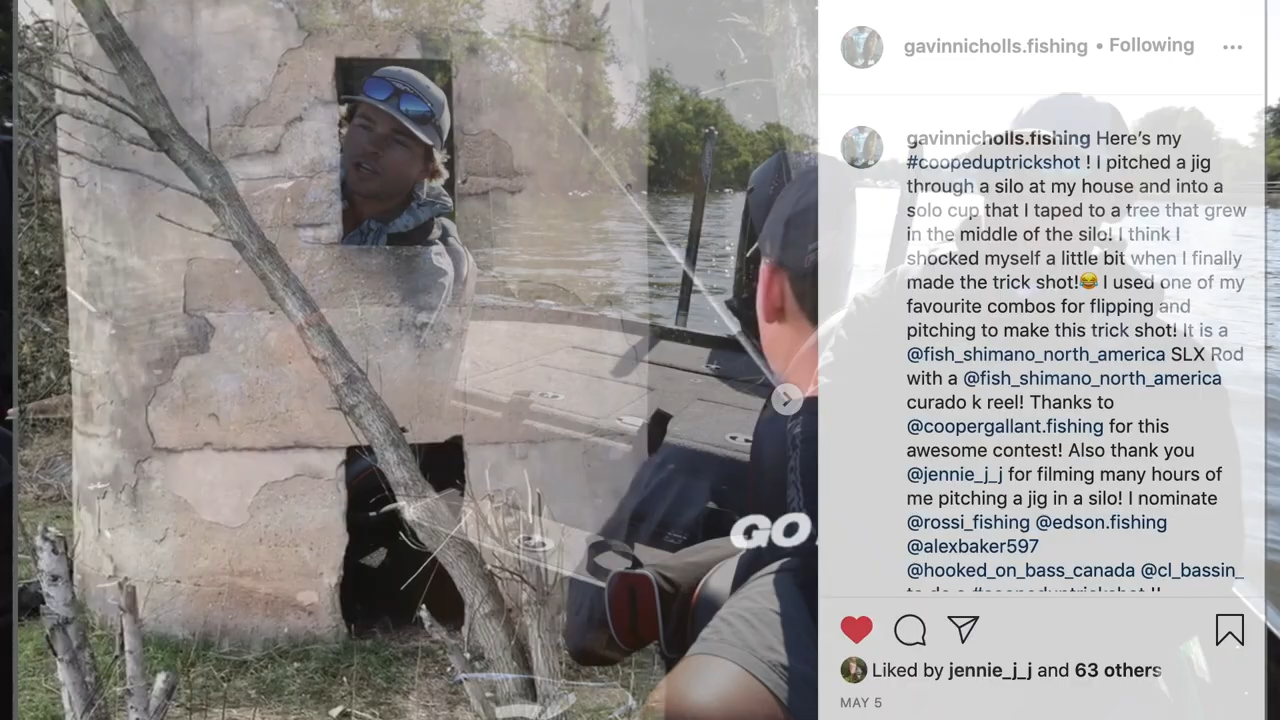 gavinnicholls.fishing • Following
gavinnicholls.fishing Here's my
#coopeduptrickshot ! I pitched a jig
through a silo at my house and into a
solo cup that I taped to a tree that grew
in the middle of the silo! I think I
shocked myself a little bit when I finally
made the trick shot!😂 I used one of my
favourite combos for flipping and
pitching to make this trick shot! It is a
@fish_shimano_north_america SLX Rod
with a @fish_shimano_north_america
curado k reel! Thanks to
@coopergallant.fishing for this
awesome contest! Also thank you
@jennie_j_j for filming many hours of
me pitching a jig in a silo! I nominate
@rossi_fishing @edson.fishing
@alexbaker597
@hooked_on_bass_canada @cl_bassin_
GO
Liked by jennie_j_j and 63 others
MAY 5